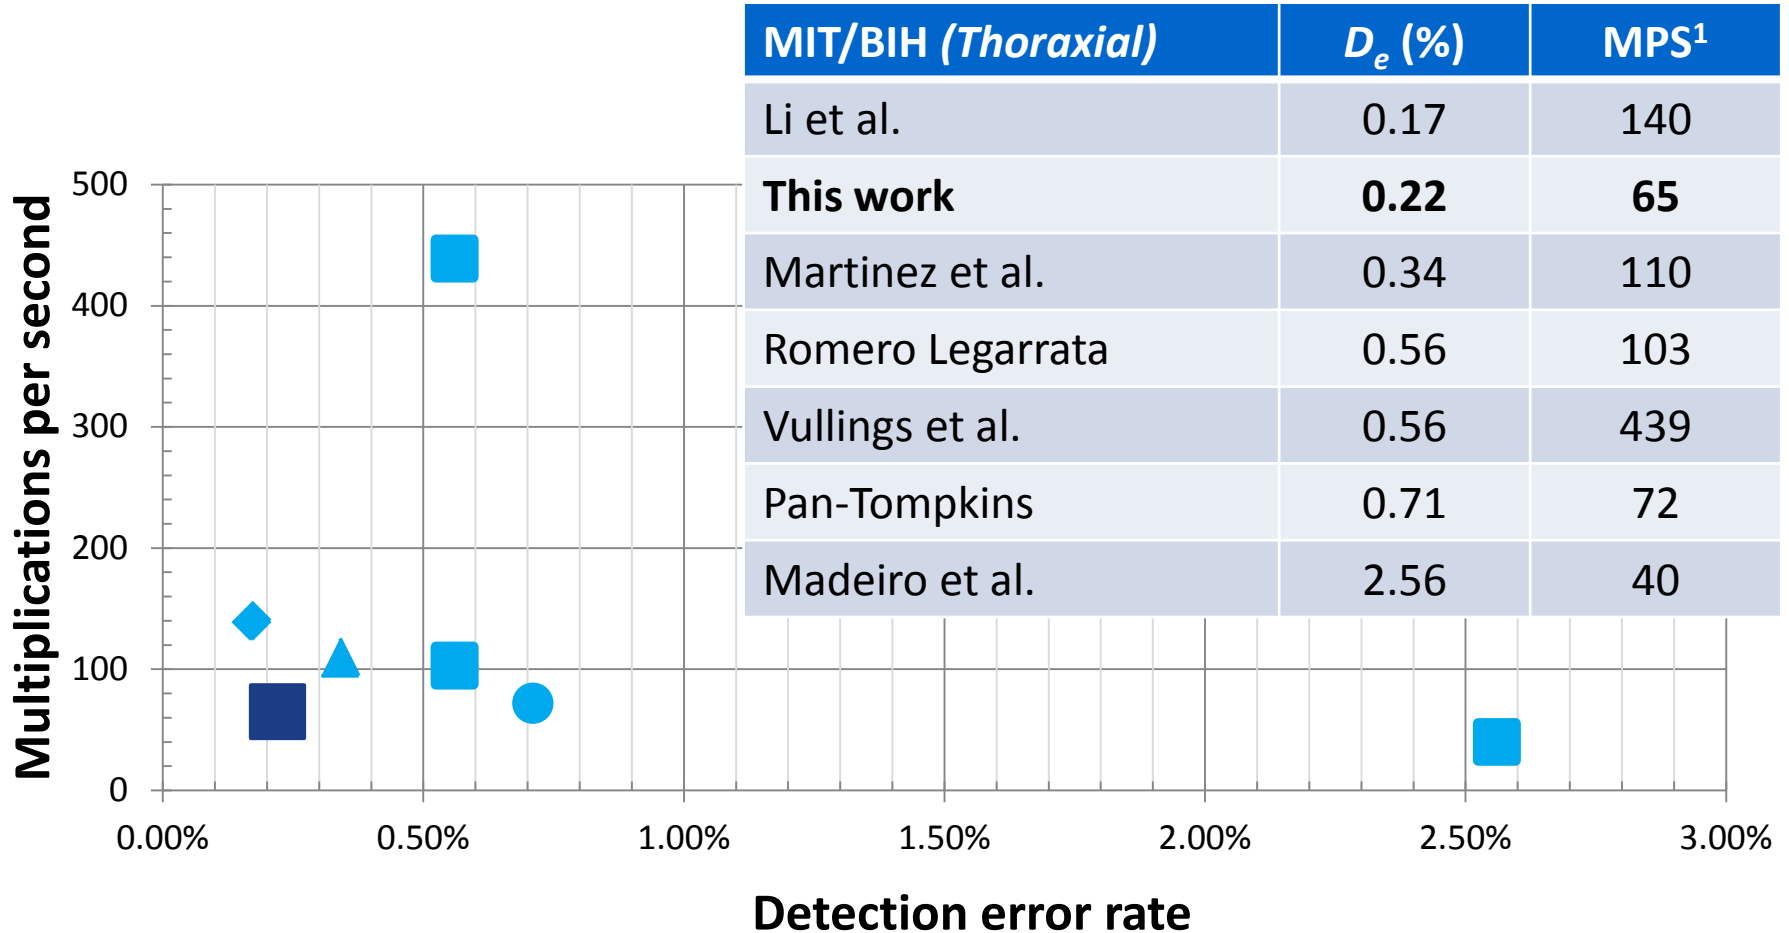 MIT/BIH (Thoraxial) De (%) MPS1
Li et al. 0.17 140
This work 0.22 65
Martinez et al. 0.34 110
Romero Legarrata 0.56 103
Vullings et al. 0.56 439
Pan-Tompkins 0.71 72
Madeiro et al. 2.56 40
Multiplications per second
500
400
300
200
100
0
0.00% 0.50% 1.00% 1.50% 2.00% 2.50% 3.00%
Detection error rate